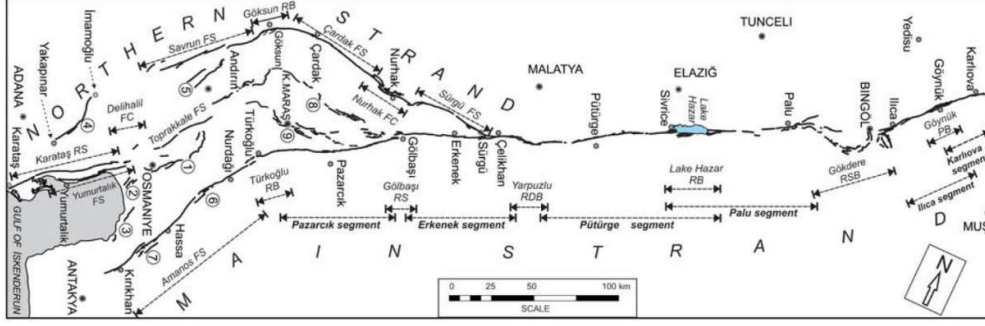 NORTHERN STRAND
MAIN STRAND
Göksun RB
Savrun FS
Çardak FS
İmamoğlu
Yakapınar
ADANA
Karataş
Delihalil
FC
Karataş RS
Toprakkale FS
Andırın
Göksun
Çardak
Nurhak
Nurhak FC
Sürgü FS
K.MARAŞ
TUNCELİ
MALATYA
ELAZIĞ
Yedisu
BİNGÖL
Karlıova
Göynük
Ilıca
Palu
Sivrice
Lake
Hazar
Pütürge
Çelikhan
Sürgü
Erkenek
Gölbaşı
Pazarcık
Türkoğlu
Nurdağı
OSMANİYE
Yumurtalık
Yumurtalık
FS
Hassa
Kırıkhan
ANTAKYA
GULF OF İSKENDERUN
1
2
3
4
5
6
7
8
9
Amanos FS
Türkoğlu
RB
Gölbaşı
RS
Yarpuzlu
RDB
Lake Hazar
RB
Gökdere
RSB
Göynük
PB
Karlıova
segment
Ilıca
segment
Pazarcık segment
Erkenek segment
Pütürge segment
Palu segment
MUŞ
0 25 50 100 km
SCALE
N